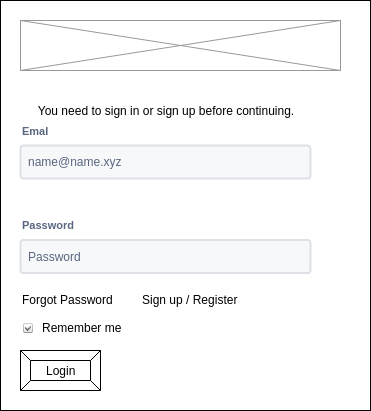 You need to sign in or sign up before continuing.
Emal
name@name.xyz
Password
Password
Forgot Password Sign up / Register
Remember me
Login